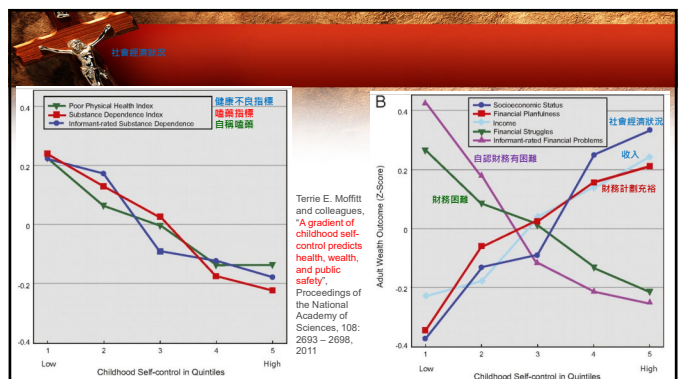 社會經濟狀況
0.4
0.2
0
-0.2
-0.4
Poor Physical Health Index
Substance Dependence Index
Informant-rated Substance Dependence
健康不良指標
嗑藥指標
自稱嗑藥
1
2
3
4
5
Low
High
Childhood Self-control in Quintiles
Terrie E. Moffitt
and colleagues,
“A gradient of
childhood self-
control predicts
health, wealth,
and public
safety”,
Proceedings of
the National
Academy of
Sciences, 108:
2693 – 2698,
2011
B
Adult Wealth Outcome (Z-Score)
0.4
0.2
0
-0.2
-0.4
Socioeconomic Status
Financial Planfulness
Income
Financial Struggles
Informant-rated Financial Problems
社會經濟狀況
收入
自認財務有困難
財務計劃充裕
財務困難
1
2
3
4
5
Low
High
Childhood Self-control in Quintiles